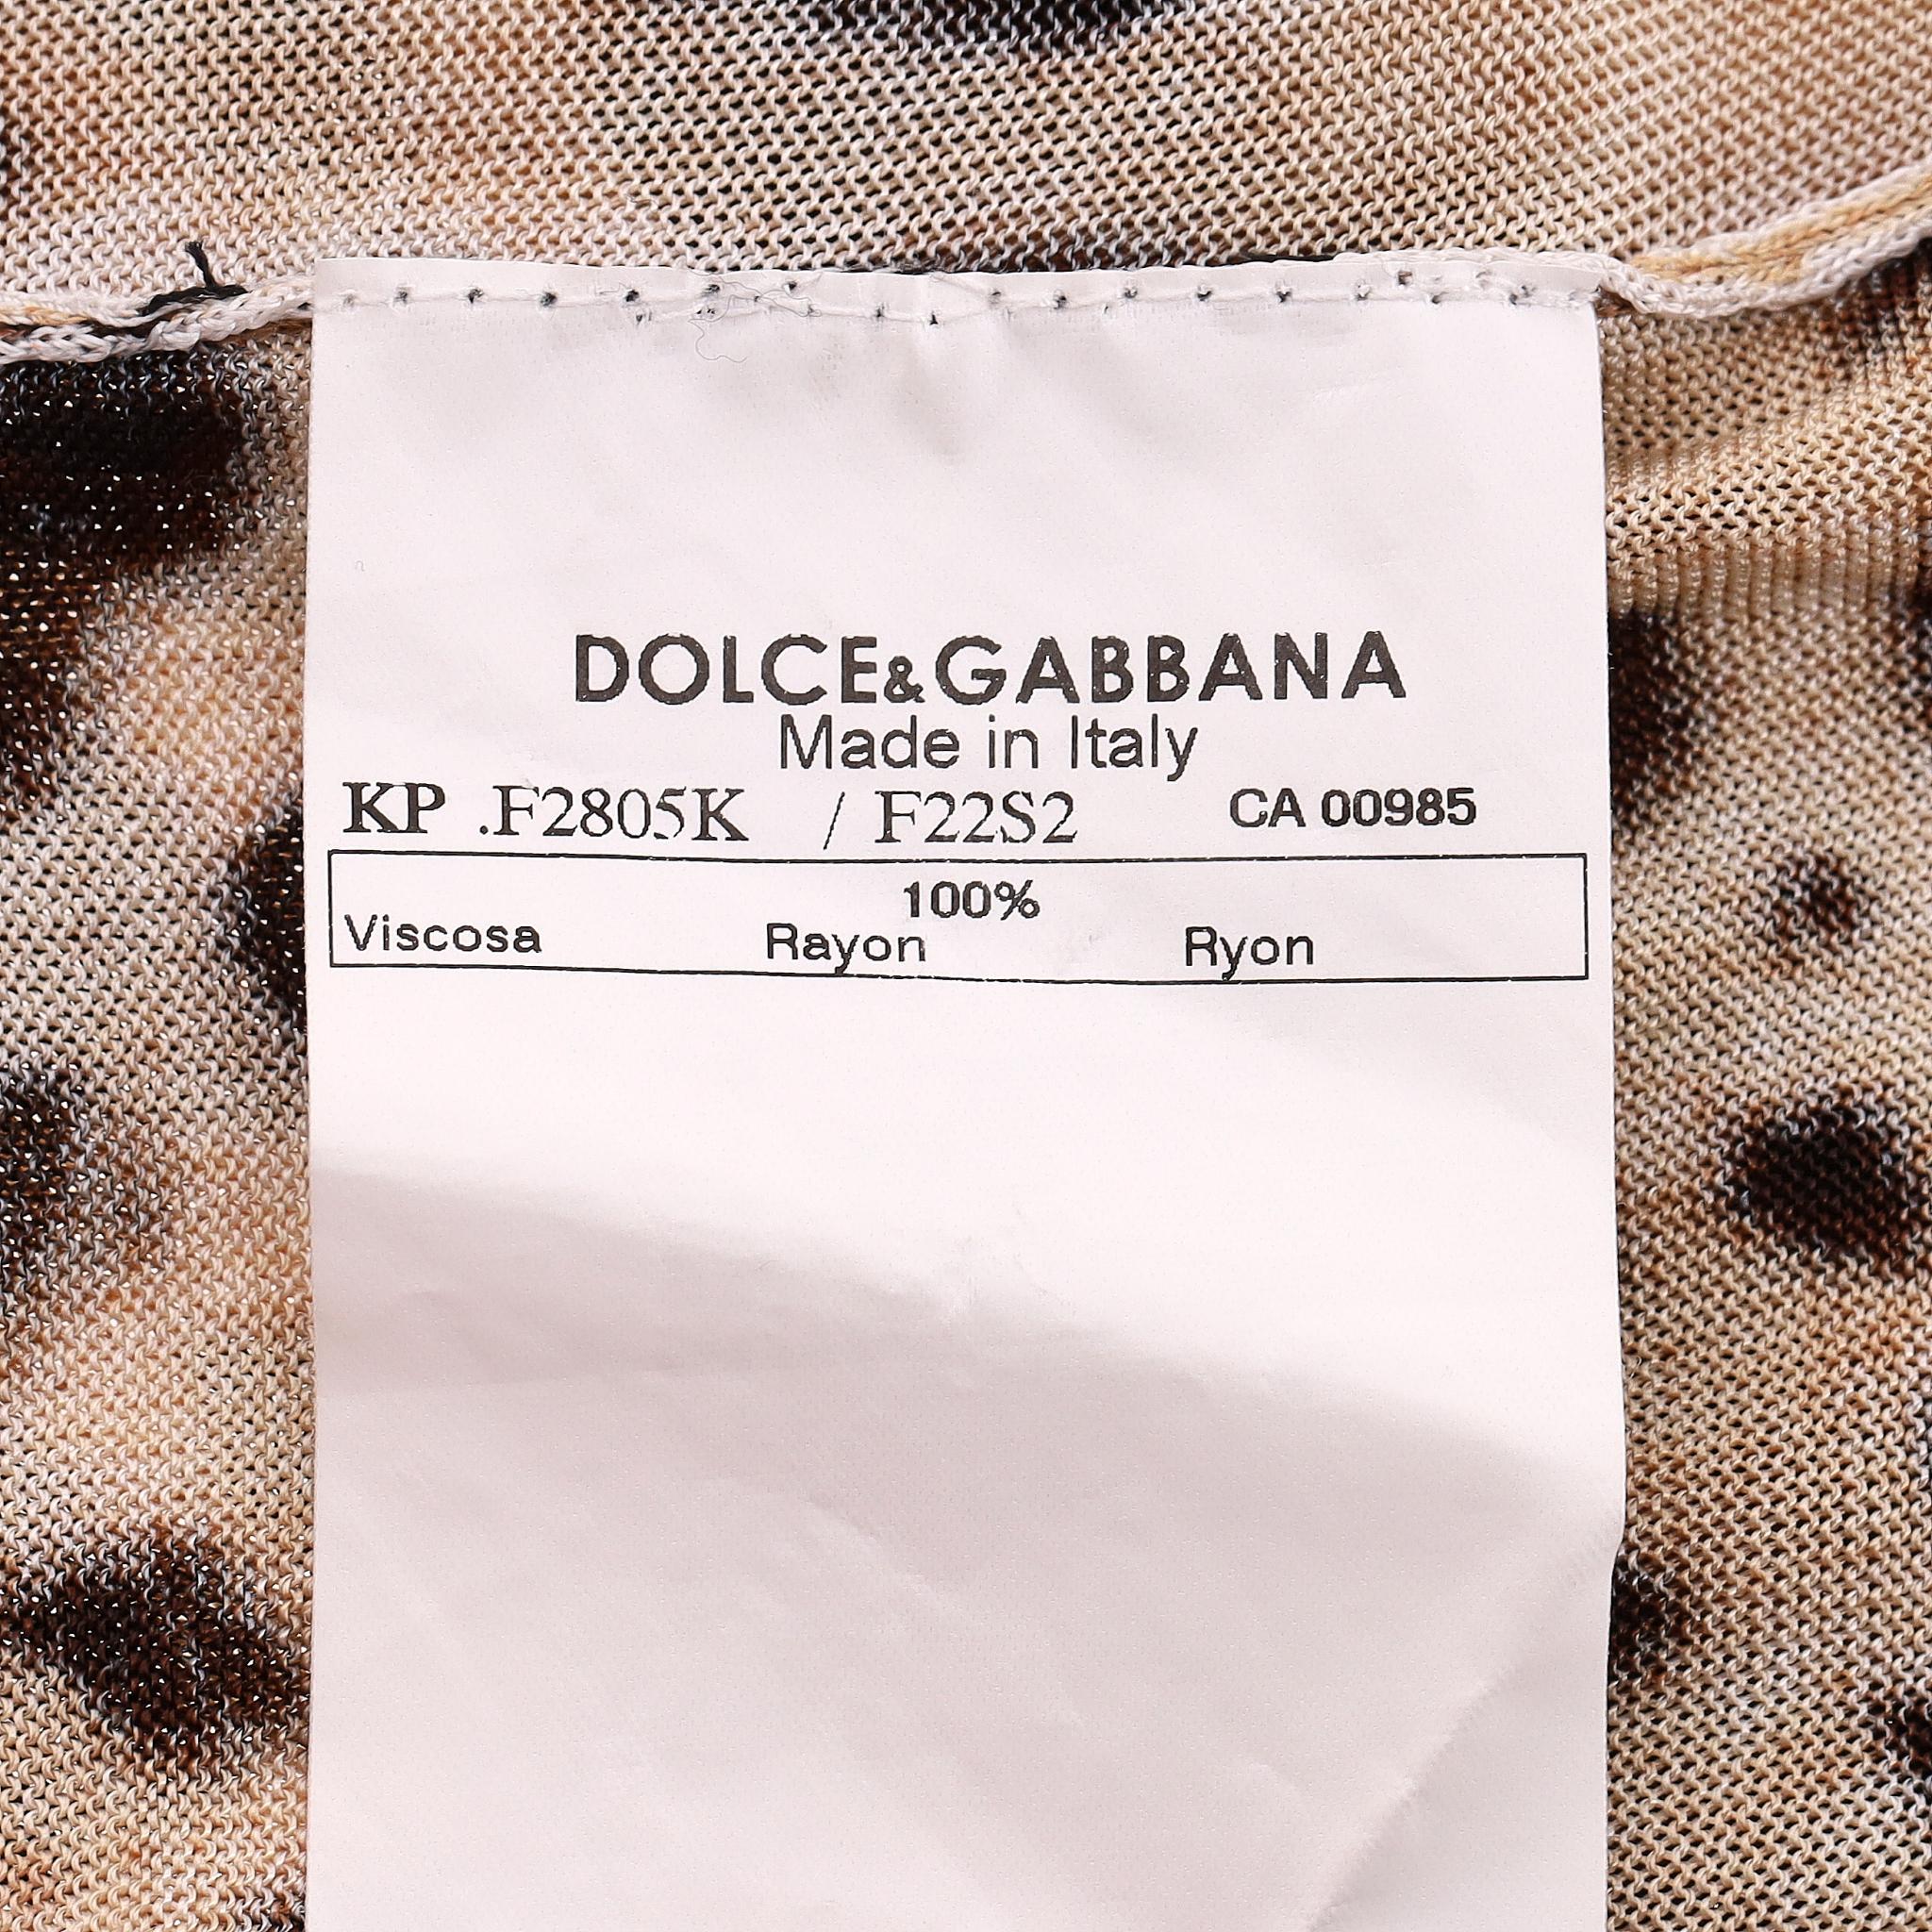 DOLCE&GABBANA
Made in Italy
KP .F2805K / F22S2 CA 00985
100%
Viscosa Rayon Ryon